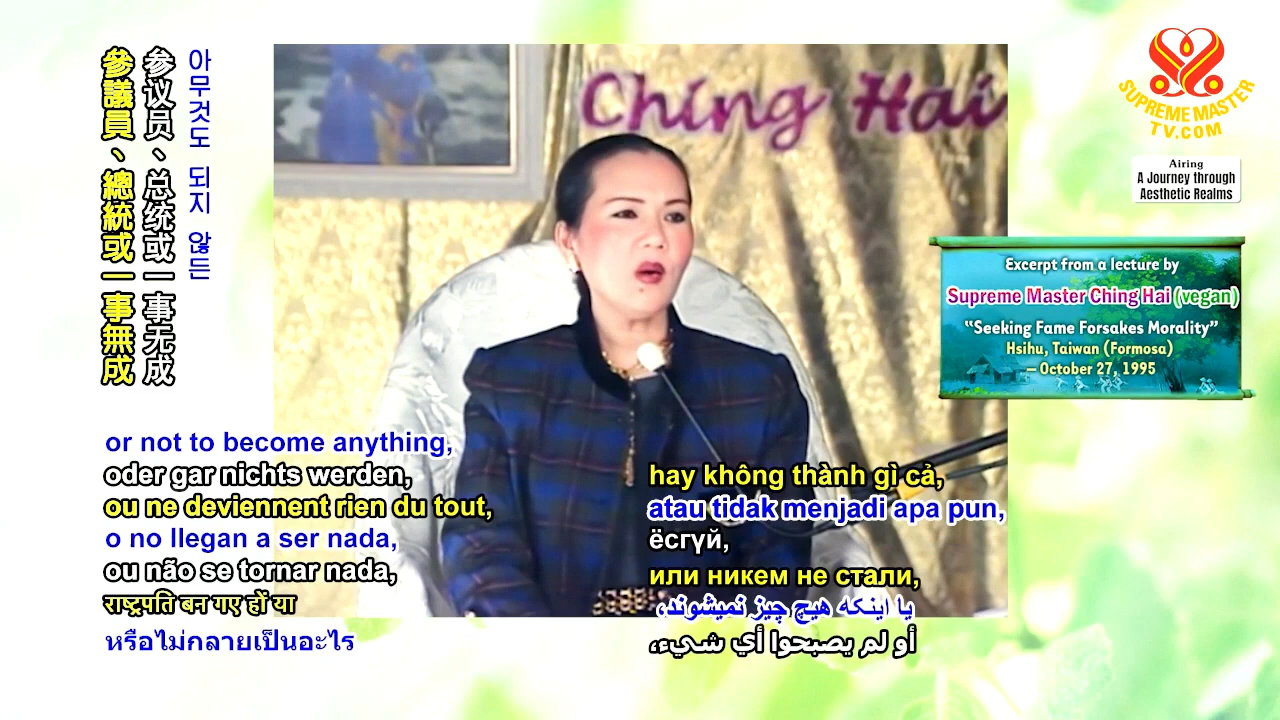 參議員、總統或一事無成
参议员、总统或一事无成
아무것도 되지 않든
Ching Hai
SUPREME MASTER
TV.COM
Airing
A Journey through
Aesthetic Realms
Excerpt from a lecture by
Supreme Master Ching Hai (vegan)
“Seeking Fame Forsakes Morality”
Hsihu, Taiwan (Formosa)
– October 27, 1995
or not to become anything,
oder gar nichts werden,
ou ne deviennent rien du tout,
o no llegan a ser nada,
ou não se tornar nada,
राष्ट्रपति बन गए हों या
หรือไม่กลายเป็นอะไร
hay không thành gì cả,
atau tidak menjadi apa pun,
ёсгүй,
или никем не стали,
یا اینکه هیچ چیز نمیشوند،
أو لم يصبحوا أي شيء،